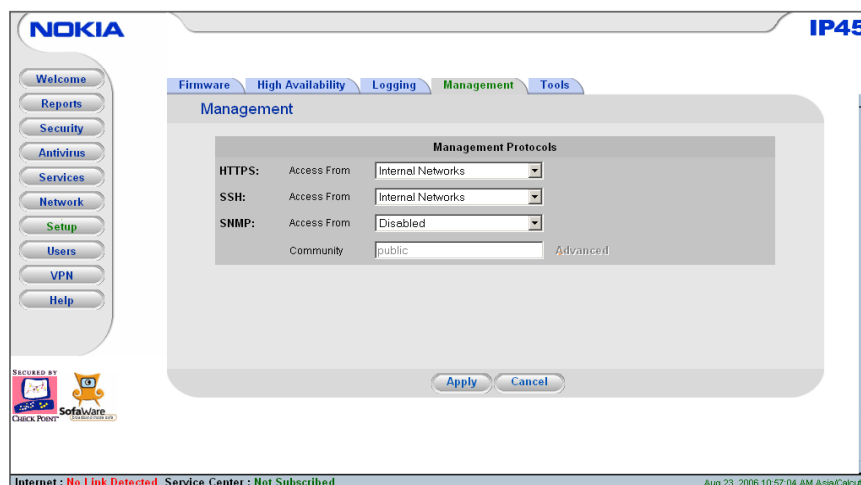 NOKIA
IP45
Welcome
Reports
Security
Antivirus
Services
Network
Setup
Users
VPN
Help
Firmware High Availability Logging Management Tools
Management
Management Protocols
HTTPS: Access From Internal Networks
SSH: Access From Internal Networks
SNMP: Access From Disabled
Community public Advanced
Apply Cancel
SECURED BY
CHECK POINT
SofaWare
Internet : No Link Detected Service Center : Not Subscribed
Aug 23, 2006 10:57:04 AM Asia/Calcut